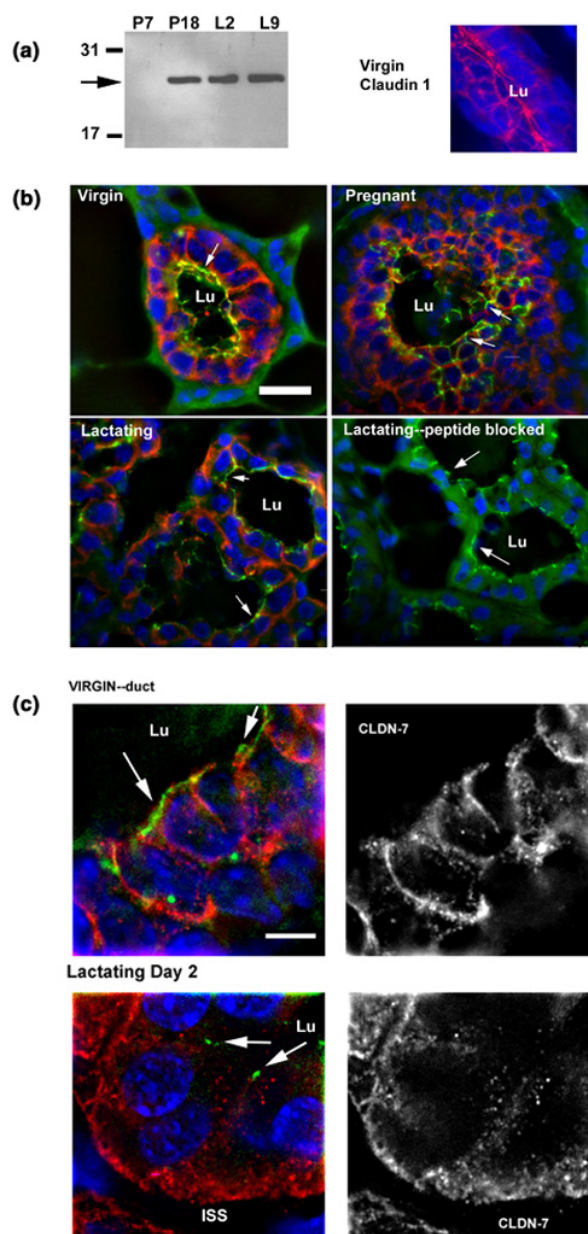 (a)
P7 P18 L2 L9
31
17
Virgin
Claudin 1
Lu
(b)
Virgin
Lu
Pregnant
Lu
Lactating
Lu
Lactating--peptide blocked
Lu
(c)
VIRGIN--duct
Lu
CLDN-7
Lactating Day 2
Lu
ISS
CLDN-7